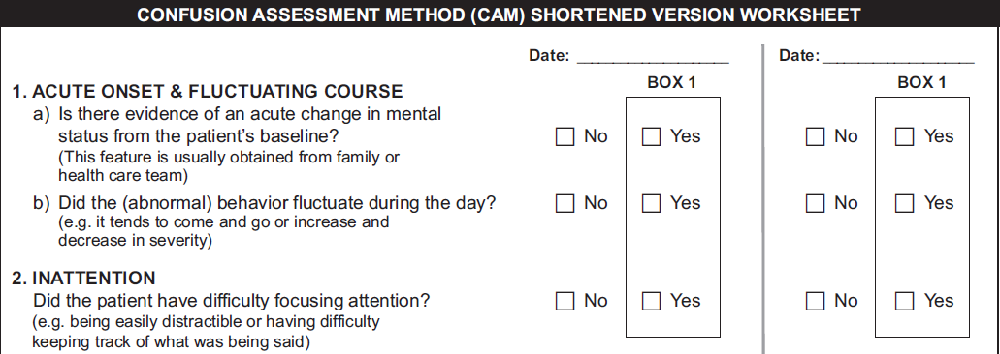 CONFUSION ASSESSMENT METHOD (CAM) SHORTENED VERSION WORKSHEET
Date: Date:
BOX 1 BOX 1
1. ACUTE ONSET & FLUCTUATING COURSE
a) Is there evidence of an acute change in mental
status from the patient's baseline? No Yes No Yes
(This feature is usually obtained from family or
health care team)
b) Did the (abnormal) behavior fluctuate during the day? No Yes No Yes
(e.g. it tends to come and go or increase and
decrease in severity)
2. INATTENTION
Did the patient have difficulty focusing attention? No Yes No Yes
(e.g. being easily distractible or having difficulty
keeping track of what was being said)